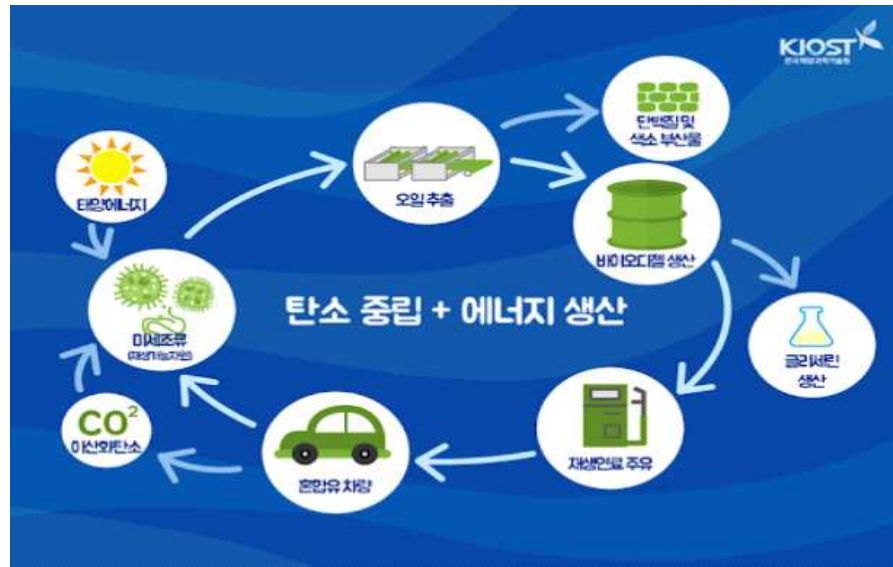 KIOST
한국해양과학기술원
단백질 및
색소 부산물
태양에너지
오일 추출
바이오디젤 생산
미세조류
(재생가능자원)
탄소 중립 + 에너지 생산
글리세린
생산
CO²
이산화탄소
혼합유 차량
재생연료 주유